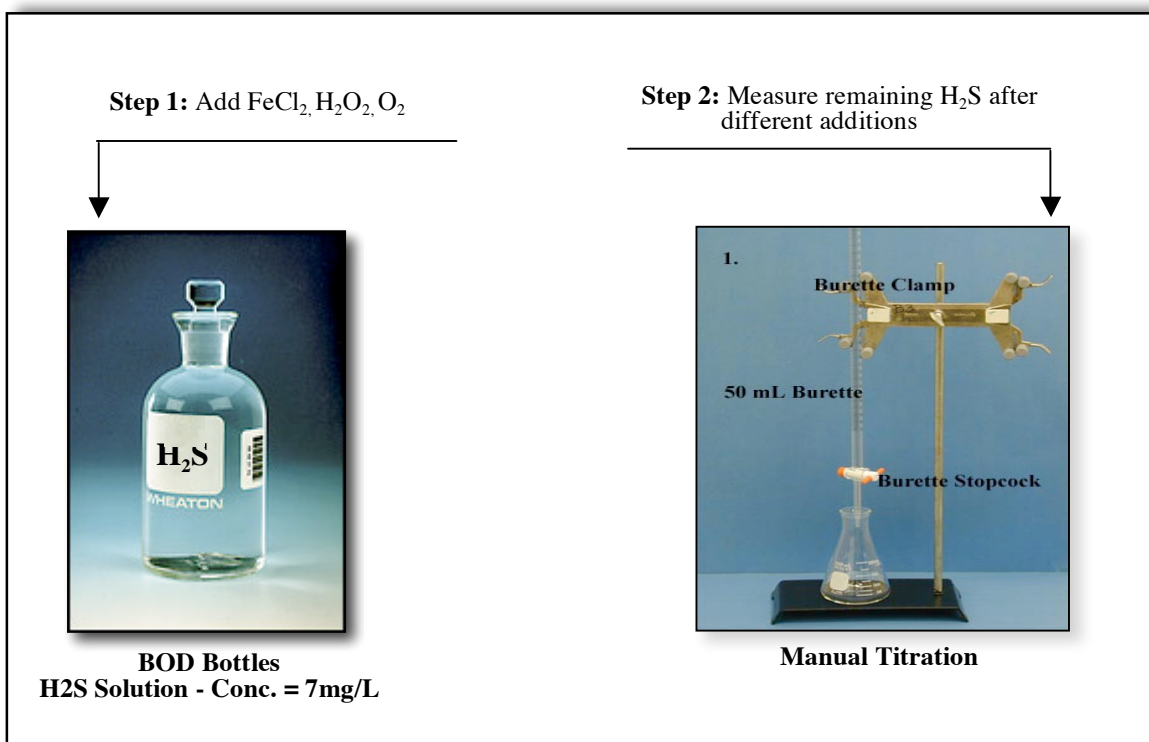 Step 1: Add FeCl₂, H₂O₂, O₂
Step 2: Measure remaining H₂S after
different additions
H₂S
WHEATON
BOD Bottles
H2S Solution - Conc. = 7mg/L
1.
Burette Clamp
50 mL Burette
Burette Stopcock
Manual Titration